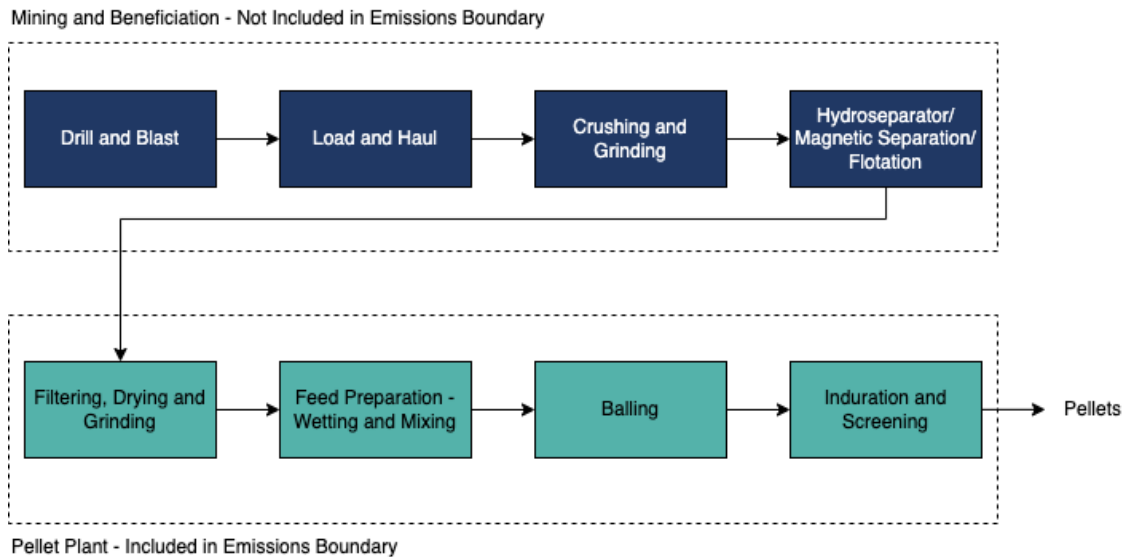 Mining and Beneficiation - Not Included in Emissions Boundary
Drill and Blast
Load and Haul
Crushing and
Grinding
Hydroseparator/
Magnetic Separation/
Flotation
Filtering, Drying and
Grinding
Feed Preparation -
Wetting and Mixing
Balling
Induration and
Screening
Pellets
Pellet Plant - Included in Emissions Boundary